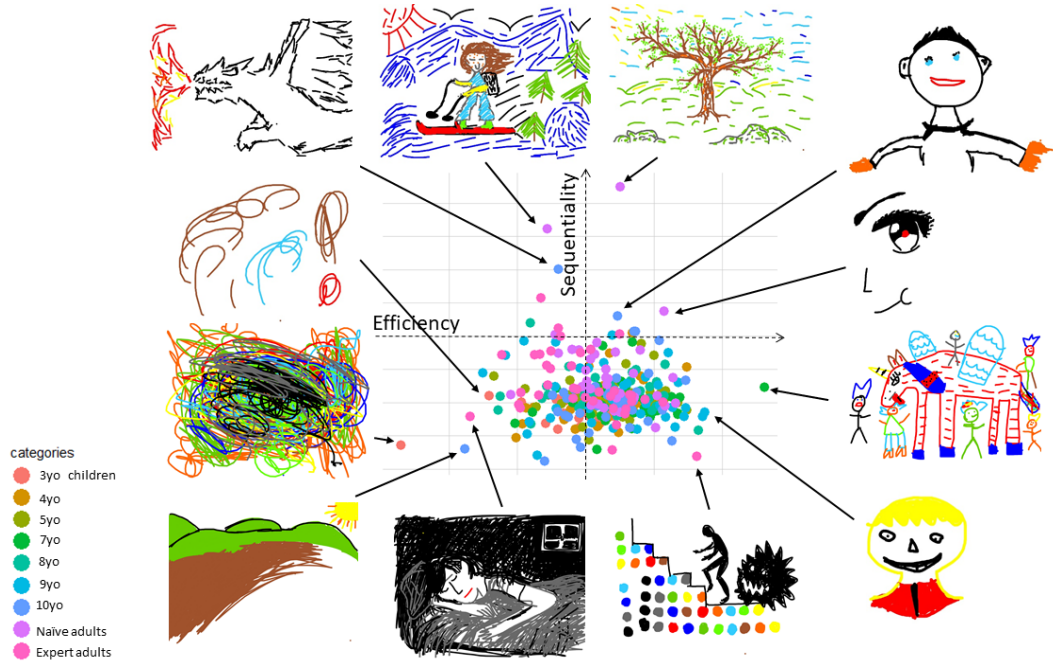 Sequentiality
Efficiency
categories
3yo children
4yo
5yo
7yo
8yo
9yo
10yo
Naïve adults
Expert adults